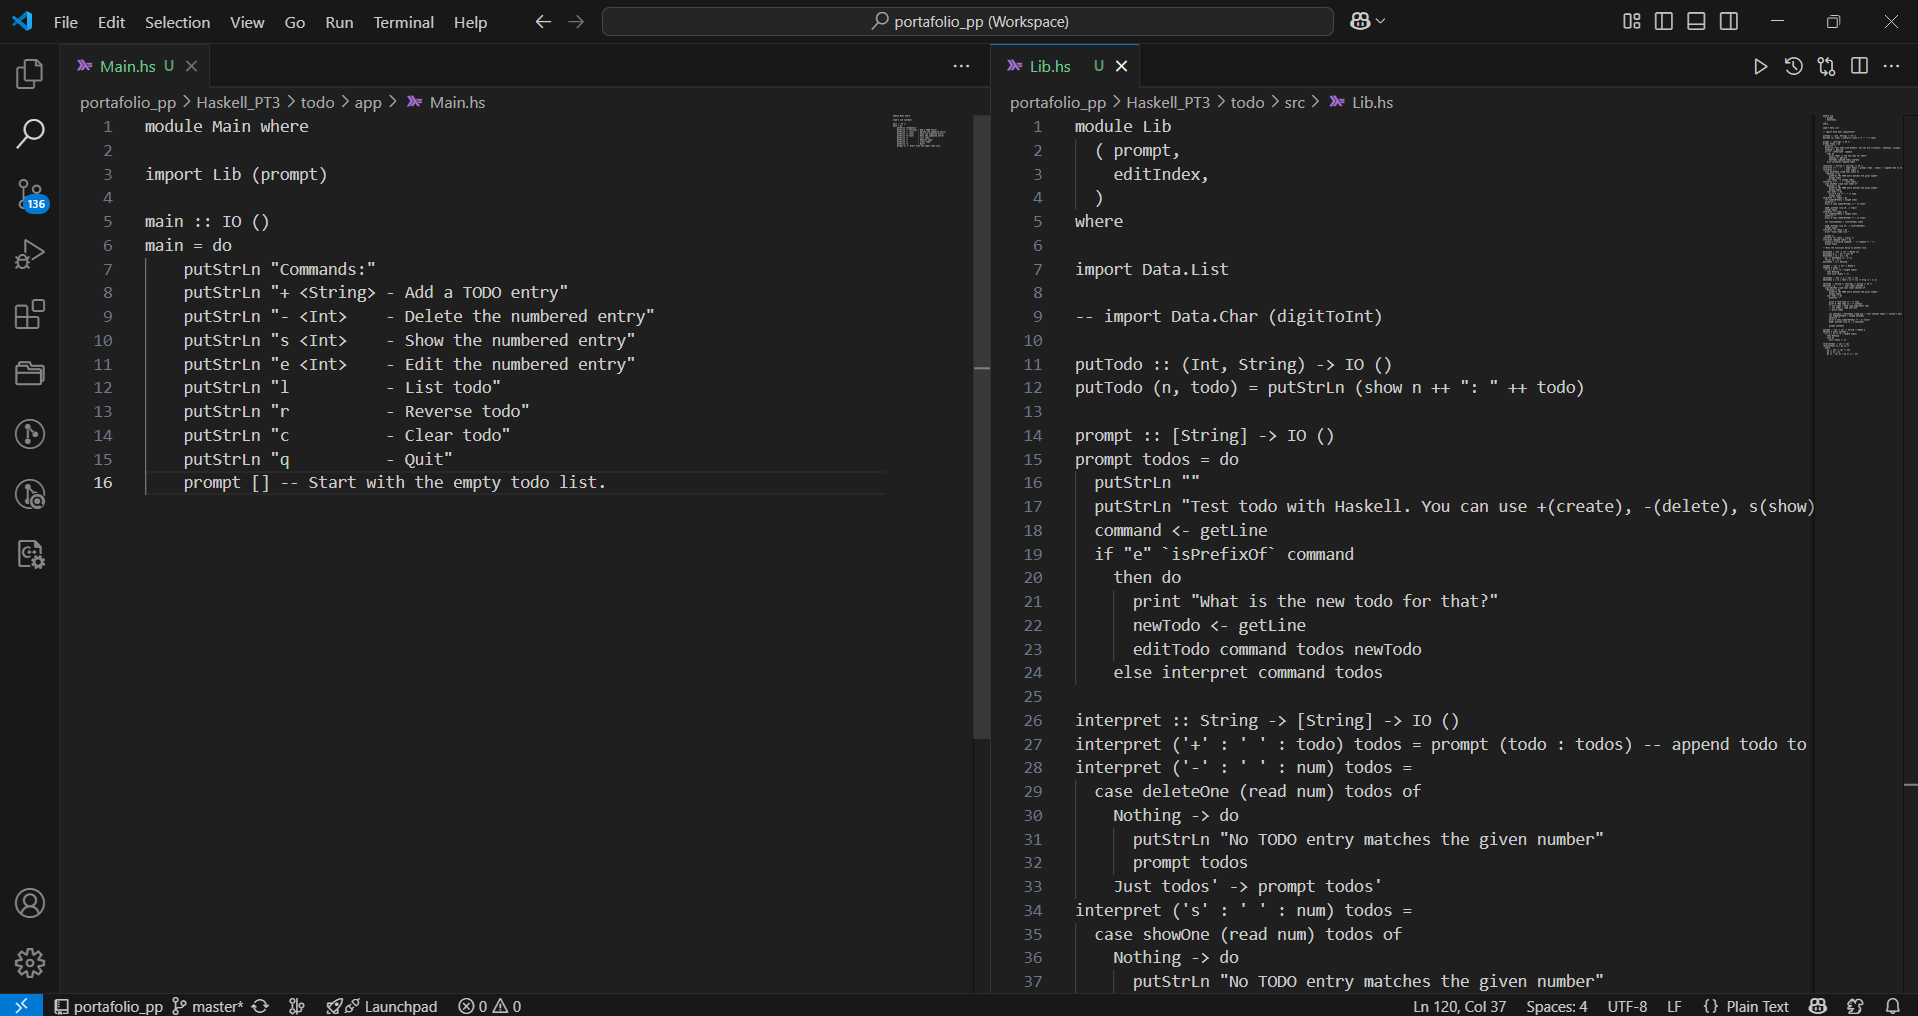 File Edit Selection View Go Run Terminal Help
portafolio_pp (Workspace)
136
Main.hs U
portafolio_pp > Haskell_PT3 > todo > app > Main.hs
1 module Main where
2
3 import Lib (prompt)
4
5 main :: IO ()
6 main = do
7 putStrLn "Commands:"
8 putStrLn "+ <String> - Add a TODO entry"
9 putStrLn "- <Int>    - Delete the numbered entry"
10 putStrLn "s <Int>    - Show the numbered entry"
11 putStrLn "e <Int>    - Edit the numbered entry"
12 putStrLn "l          - List todo"
13 putStrLn "r          - Reverse todo"
14 putStrLn "c          - Clear todo"
15 putStrLn "q          - Quit"
16 prompt [] -- Start with the empty todo list.
Lib.hs U
portafolio_pp > Haskell_PT3 > todo > src > Lib.hs
1 module Lib
2 ( prompt,
3 editIndex,
4 )
5 where
6
7 import Data.List
8
9 -- import Data.Char (digitToInt)
10
11 putTodo :: (Int, String) -> IO ()
12 putTodo (n, todo) = putStrLn (show n ++ ": " ++ todo)
13
14 prompt :: [String] -> IO ()
15 prompt todos = do
16 putStrLn ""
17 putStrLn "Test todo with Haskell. You can use +(create), -(delete), s(show)
18 command <- getLine
19 if "e" `isPrefixOf` command
20 then do
21 print "What is the new todo for that?"
22 newTodo <- getLine
23 editTodo command todos newTodo
24 else interpret command todos
25
26 interpret :: String -> [String] -> IO ()
27 interpret ('+' : ' ' : todo) todos = prompt (todo : todos) -- append todo to
28 interpret ('-' : ' ' : num) todos =
29 case deleteOne (read num) todos of
30 Nothing -> do
31 putStrLn "No TODO entry matches the given number"
32 prompt todos
33 Just todos' -> prompt todos'
34 interpret ('s' : ' ' : num) todos =
35 case showOne (read num) todos of
36 Nothing -> do
37 putStrLn "No TODO entry matches the given number"
portafolio_pp master* Launchpad 0 0 Ln 120, Col 37 Spaces: 4 UTF-8 LF {} Plain Text